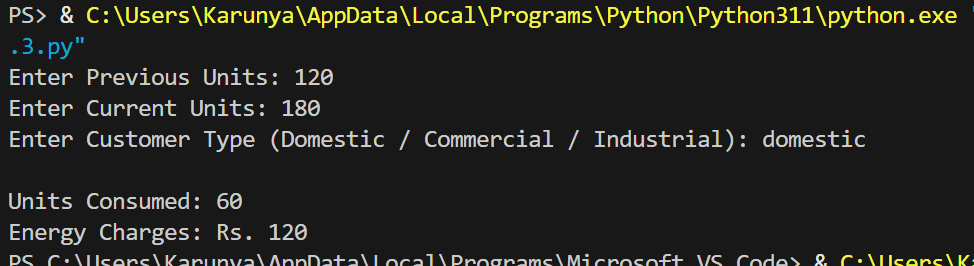 PS> & C:\Users\Karunya\AppData\Local\Programs\Python\Python311\python.exe
.3.py"
Enter Previous Units: 120
Enter Current Units: 180
Enter Customer Type (Domestic / Commercial / Industrial): domestic
Units Consumed: 60
Energy Charges: Rs. 120
PS C:\Users\Karunya\AppData\Local\Programs\Microsoft VS Code> & C:\Users\Ka